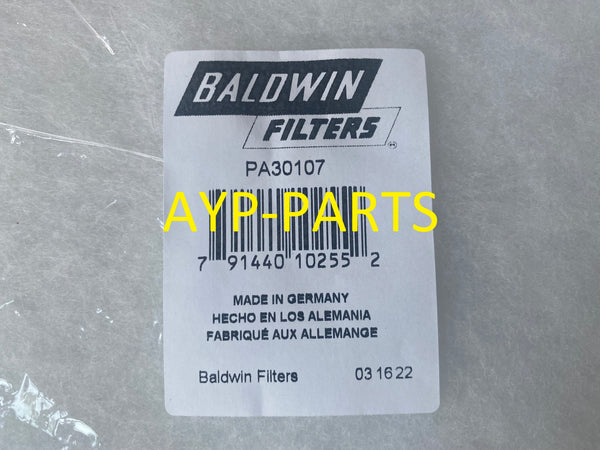 BALDWIN
FILTERS
PA30107
AYP-PARTS
7 91440 10255 2
MADE IN GERMANY
HECHO EN LOS ALEMANIA
FABRIQUÉ AUX ALLEMANGE
Baldwin Filters 03 16 22